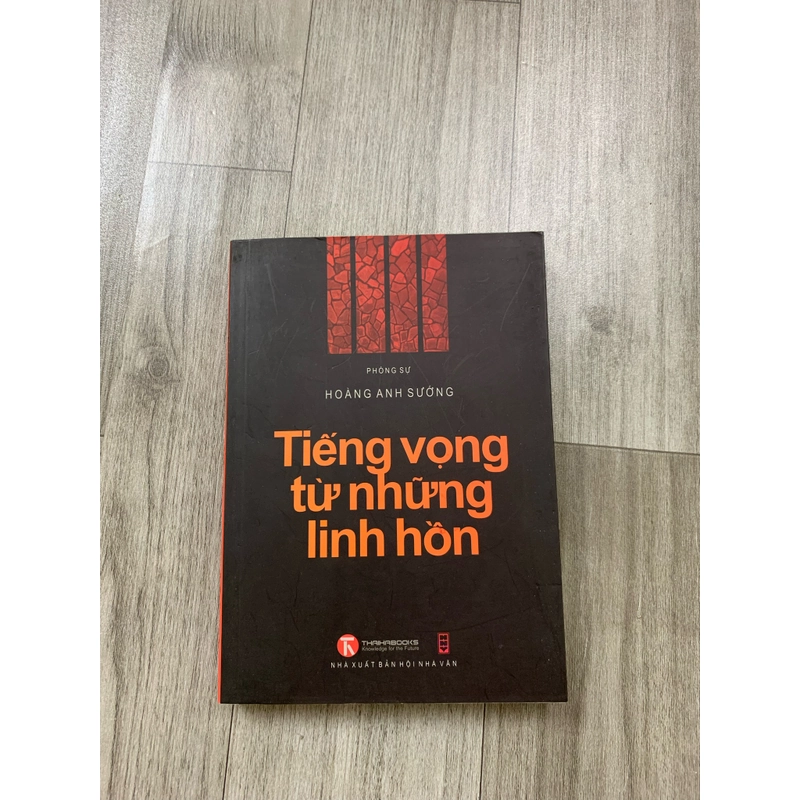 PHÓNG SỰ
HOÀNG ANH SƯỚNG
Tiếng vọng
từ những
linh hồn
THAIHABOOKS
Knowledge for the Future
NHÀ XUẤT BẢN HỘI NHÀ VĂN